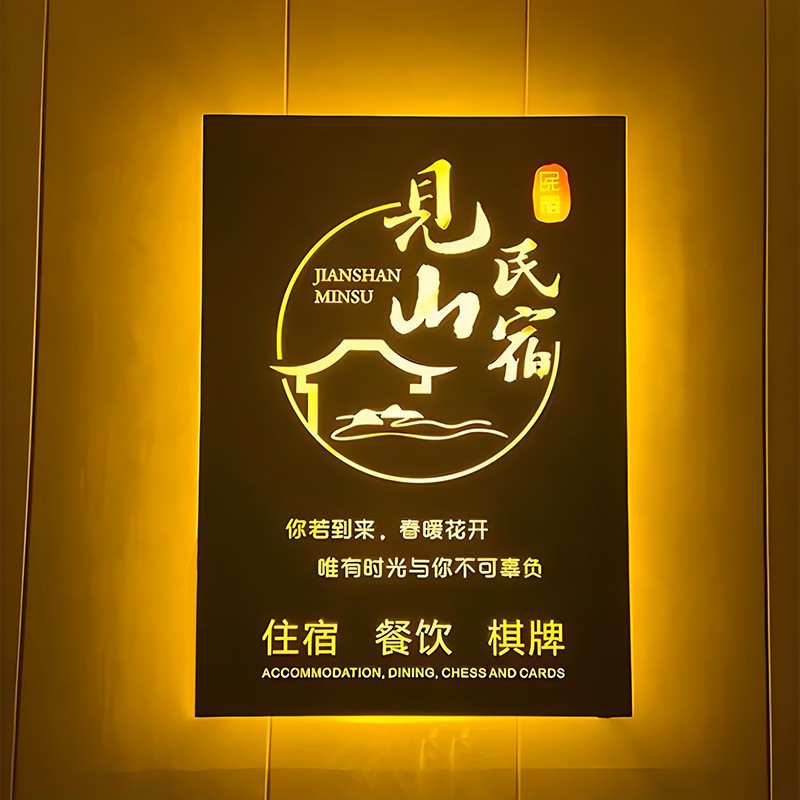 见山
民宿
民宿
JIANSHAN
MINSU
你若到来，春暖花开
唯有时光与你不可辜负
住宿 餐饮 棋牌
ACCOMMODATION, DINING, CHESS AND CARDS